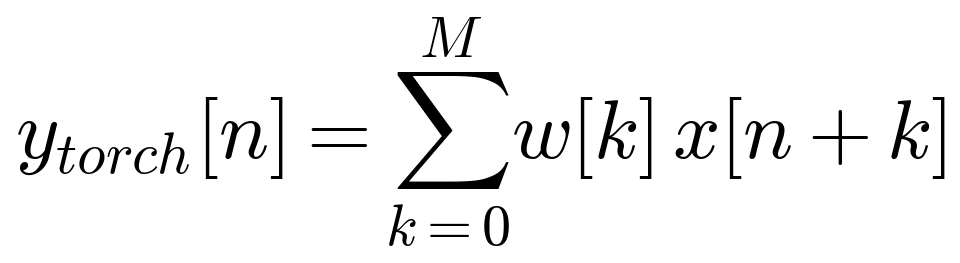 y_{torch}[n] = \sum_{k=0}^{M} w[k] x[n + k]